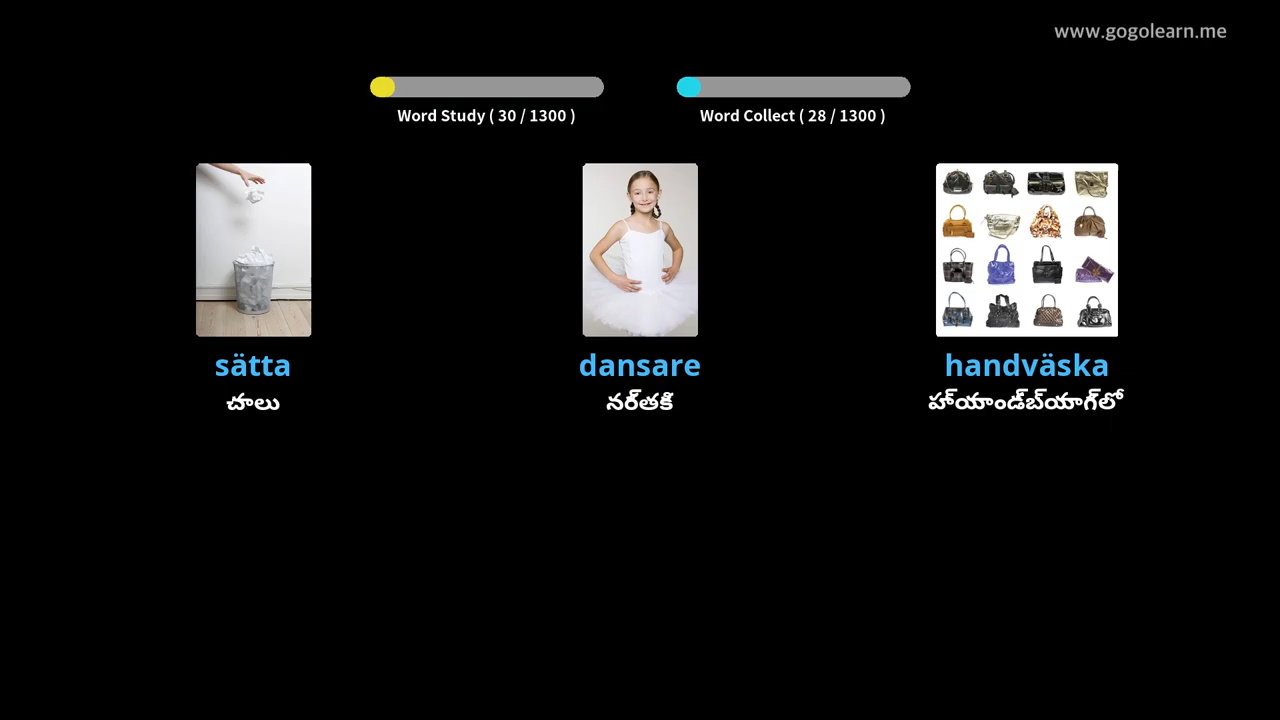 www.gogolearn.me
Word Study ( 30 / 1300 )
Word Collect ( 28 / 1300 )
sätta
dansare
handväska
చాలు
నర్తకి
హ్యాండ్‌బ్యాగ్‌లో